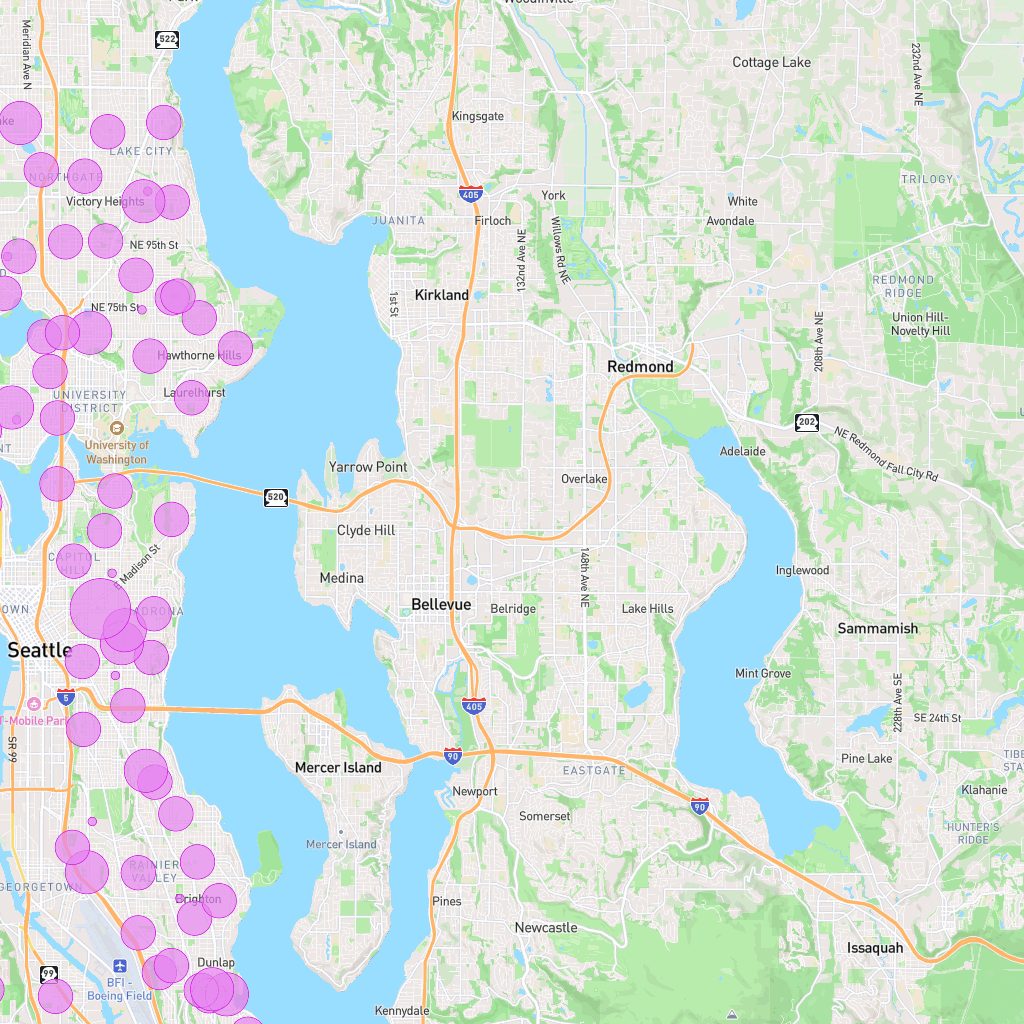 Woodinville
Park
Meridian Ave N
522
232nd Ave NE
Cottage Lake
Kingsgate
LAKE CITY
NORTHGATE
TRILOGY
405
York
Victory Heights
White
JUANITA
Firloch
Avondale
NE 95th St
132nd Ave NE
Willows Rd NE
REDMOND
RIDGE
Kirkland
1st St
NE 75th St
Union Hill-
Novelty Hill
208th Ave NE
Hawthorne Hills
Redmond
Laurelhurst
UNIVERSITY
DISTRICT
202
University of
Washington
NE Redmond Fall City Rd
Adelaide
Yarrow Point
Overlake
520
Clyde Hill
CAPITOL
HILL
E Madison St
148th Ave NE
Inglewood
Medina
Bellevue
Belridge
Lake Hills
MADRONA
Sammamish
Seattle
Mint Grove
228th Ave SE
5
T-Mobile Park
405
SE 24th St
SR 99
90
Pine Lake
Mercer Island
EASTGATE
Klahanie
Newport
90
Somerset
HUNTER'S
RIDGE
Mercer Island
RAINIER
VALLEY
GEORGETOWN
Brighton
Pines
Newcastle
Issaquah
Dunlap
99
BFI -
Boeing Field
Kennydale